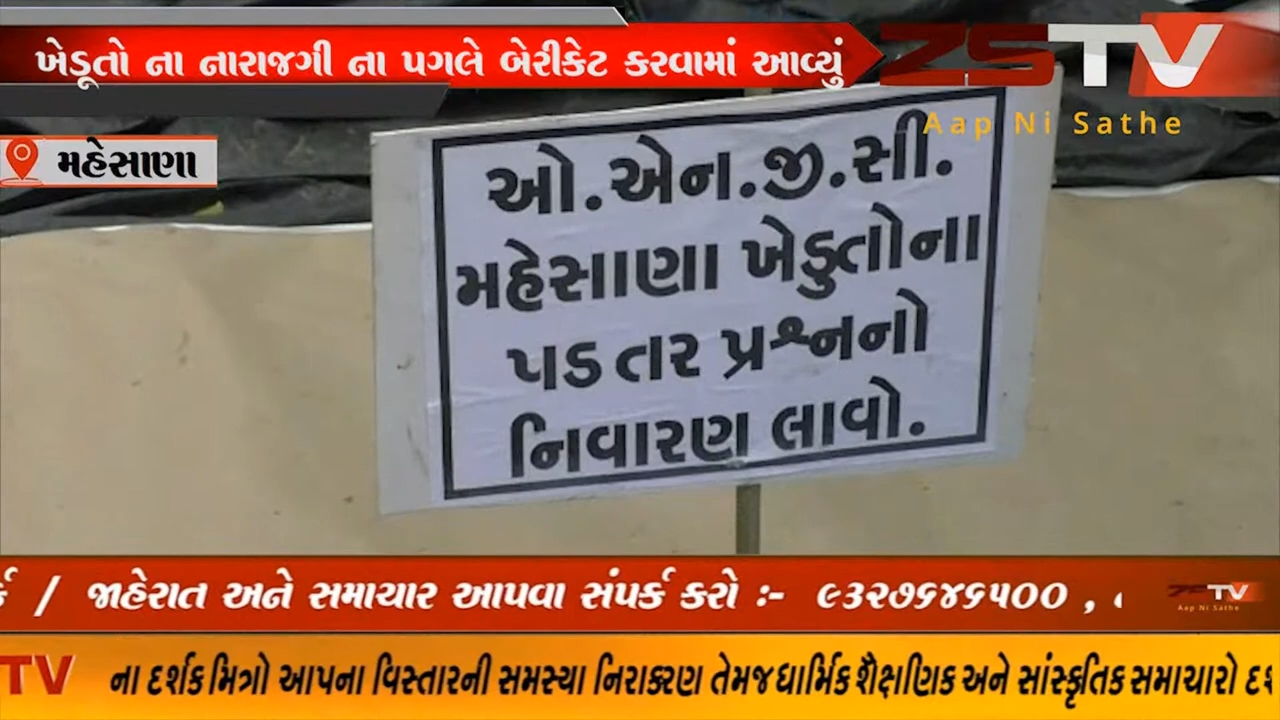 ખેડૂતો ના નારાજગી ના પગલે બેરીકેટ કરવામાં આવ્યું
ZSTV
Aap Ni Sathe
મહેસાણા
ઓ.એન.જી.સી.
મહેસાણા ખેડુતોના
પડતર પ્રશ્નનો
નિવારણ લાવો.
/ જાહેરાત અને સમાચાર આપવા સંપર્ક કરો :- ૯૩૨૭૬૪૬૫૦૦ ,
ZSTV
Aap Ni Sathe
TV ના દર્શક મિત્રો આપના વિસ્તારની સમસ્યા નિરાકરણ તેમજ ધાર્મિક શૈક્ષણિક અને સાંસ્કૃતિક સમાચારો